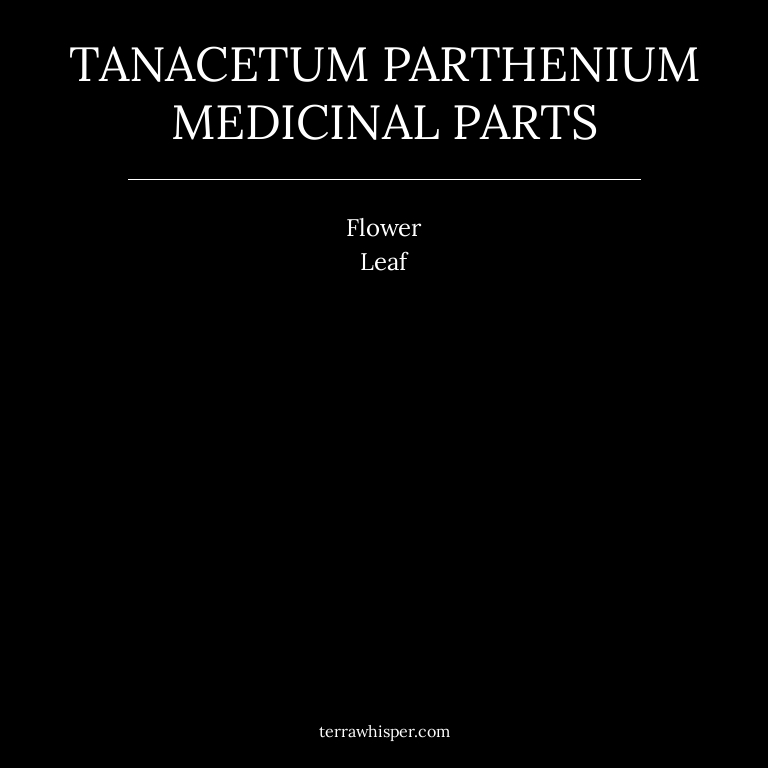 TANACETUM PARTHENIUM
MEDICINAL PARTS
Flower
Leaf
terrawhisper.com